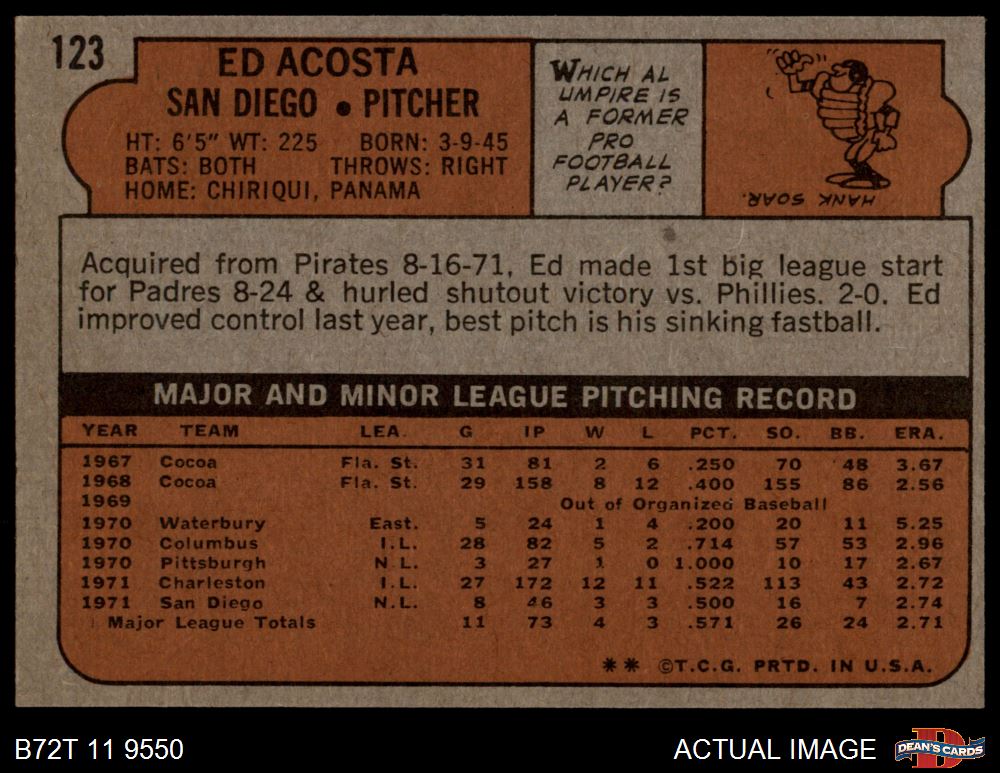 123
ED ACOSTA
SAN DIEGO • PITCHER
HT: 6'5" WT: 225 BORN: 3-9-45
BATS: BOTH THROWS: RIGHT
HOME: CHIRIQUI, PANAMA
WHICH AL
UMPIRE IS
A FORMER
PRO
FOOTBALL
PLAYER?
HANK SOAR.
Acquired from Pirates 8-16-71, Ed made 1st big league start
for Padres 8-24 & hurled shutout victory vs. Phillies. 2-0. Ed
improved control last year, best pitch is his sinking fastball.
MAJOR AND MINOR LEAGUE PITCHING RECORD
YEAR TEAM LEA. G IP W L PCT. SO. BB. ERA.
1967 Cocoa Fla. St. 31 81 2 6 .250 70 48 3.67
1968 Cocoa Fla. St. 29 158 8 12 .400 155 86 2.56
1969 Out of Organized Baseball
1970 Waterbury East. 5 24 1 4 .200 20 11 5.25
1970 Columbus I.L. 28 82 5 2 .714 57 53 2.96
1970 Pittsburgh N.L. 3 27 1 0 1.000 10 17 2.67
1971 Charleston I.L. 27 172 12 11 .522 113 43 2.72
1971 San Diego N.L. 8 46 3 3 .500 16 7 2.74
Major League Totals 11 73 4 3 .571 26 24 2.71
** ©T.C.G. PRTD. IN U.S.A.
B72T 11 9550
ACTUAL IMAGE
D
DEAN'S CARDS